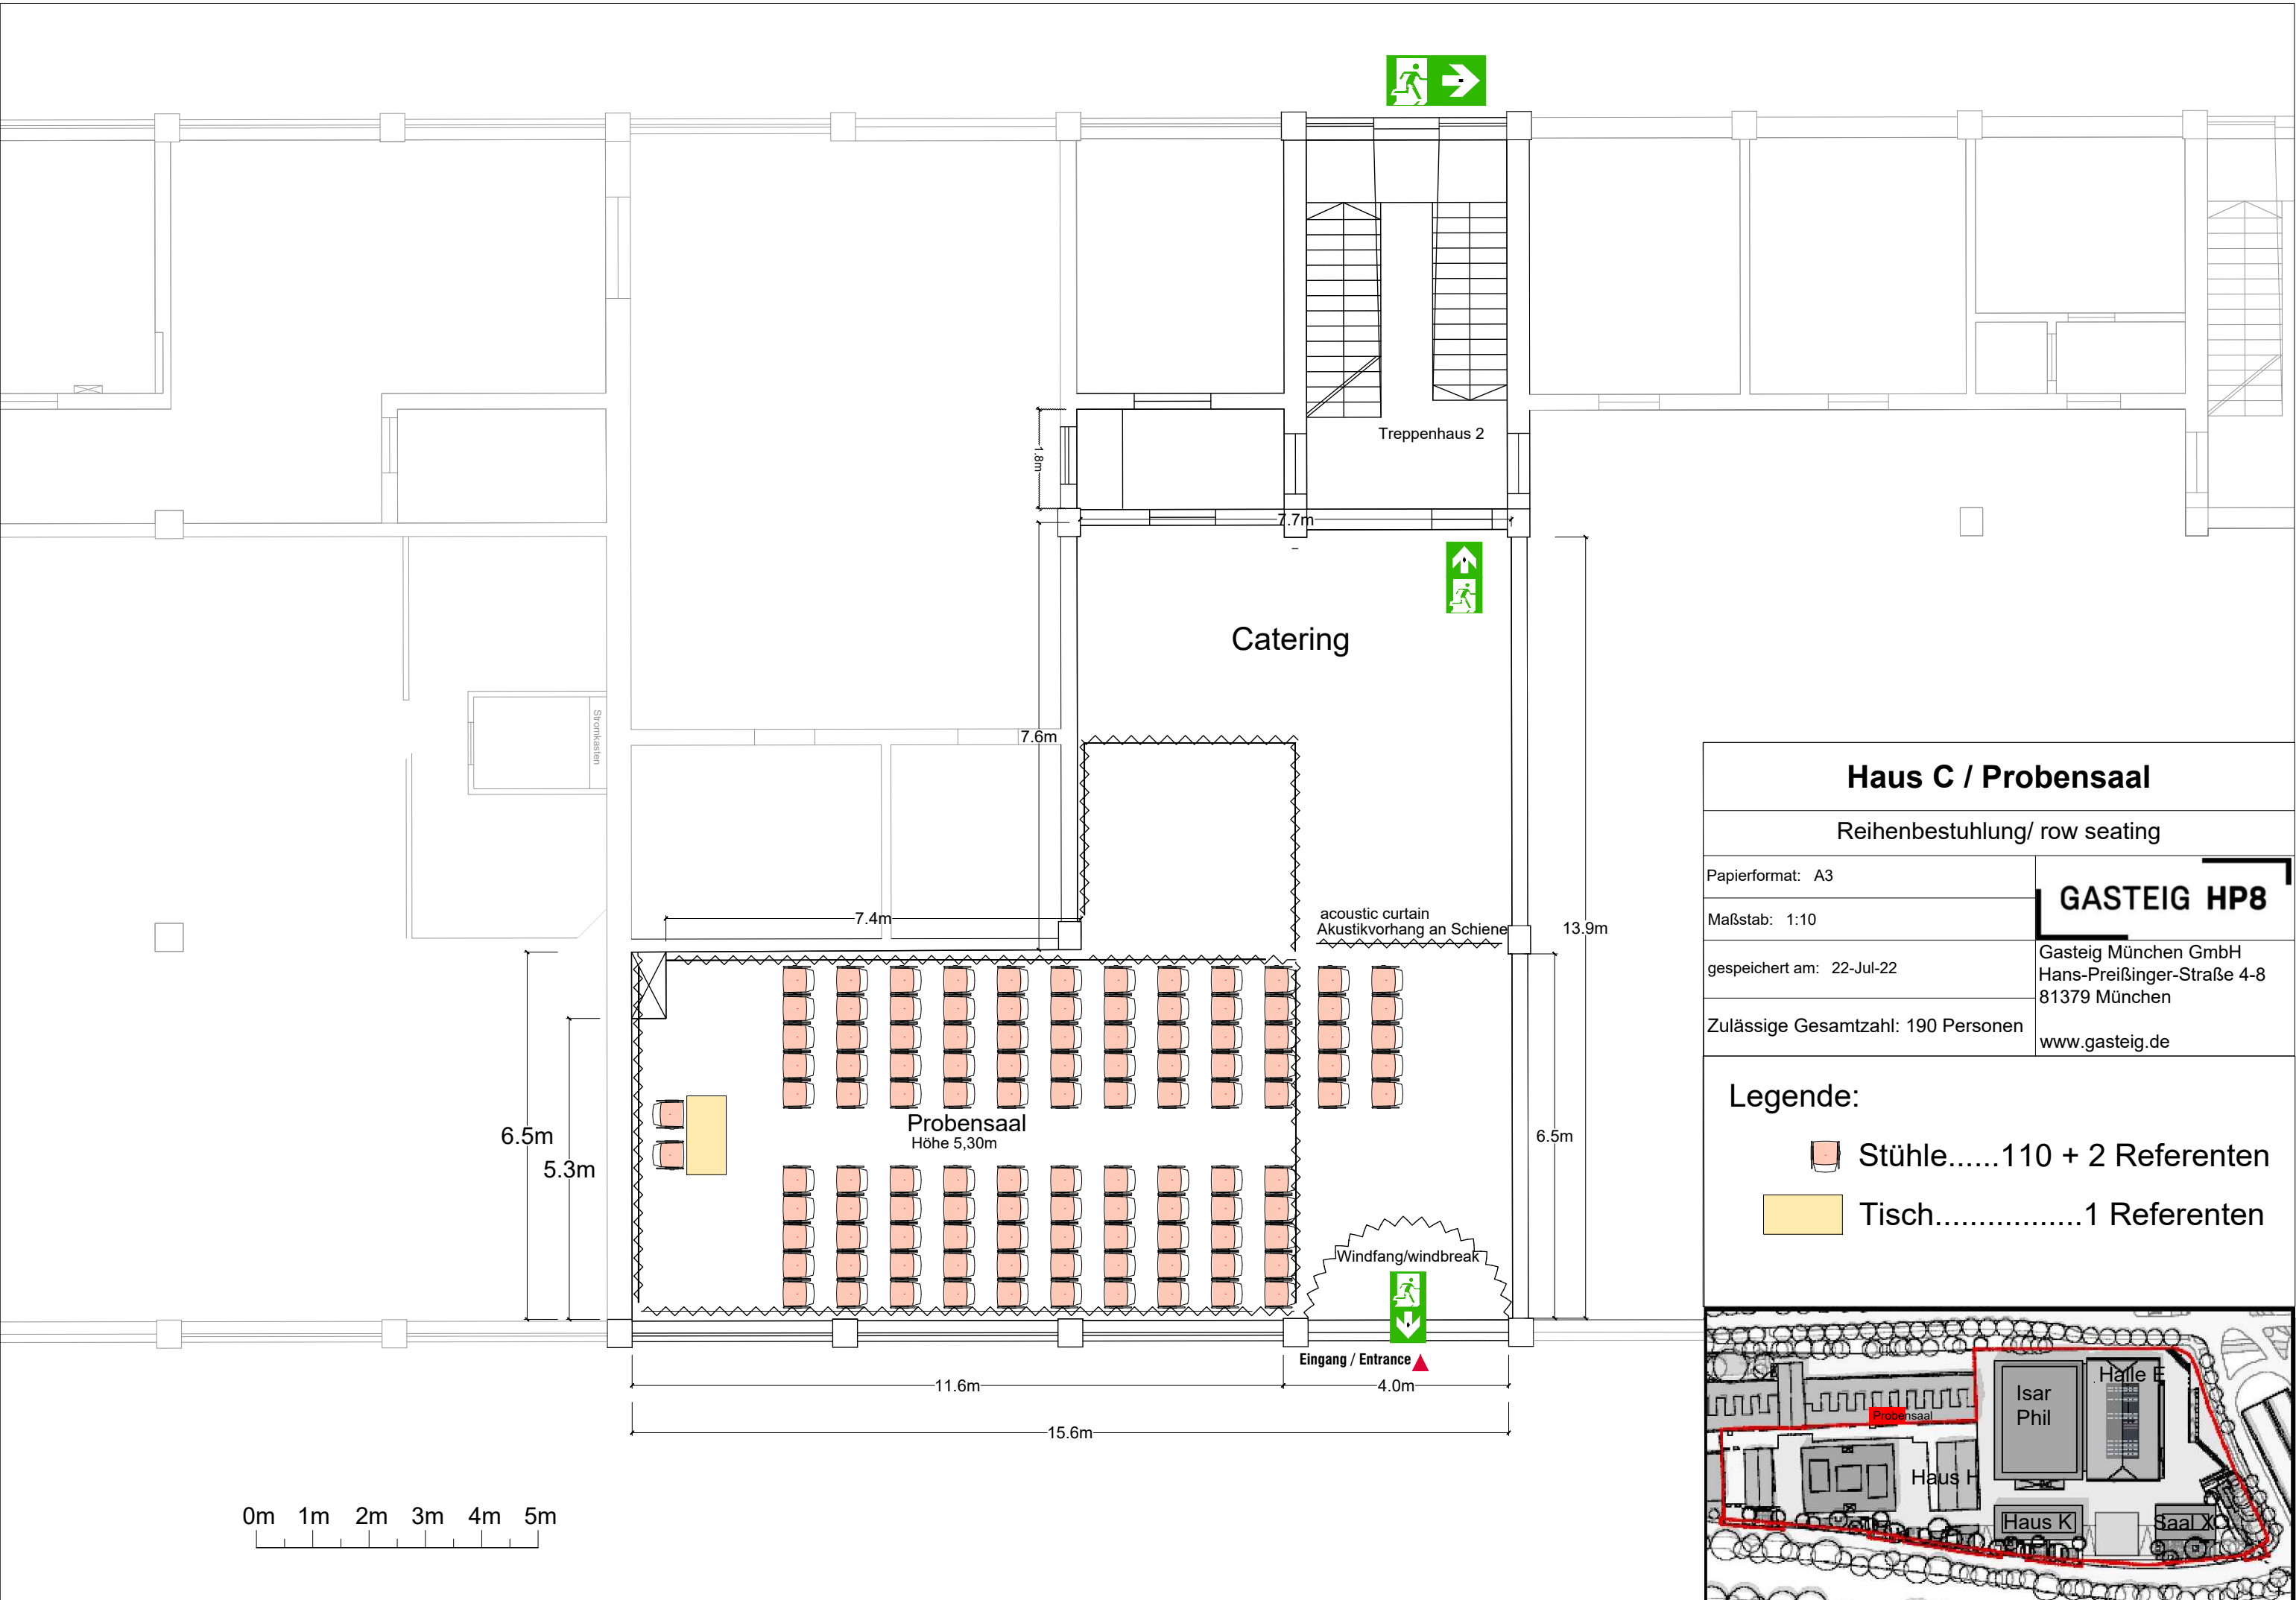 Treppenhaus 2
1.8m
7.7m
Catering
Stromkasten
7.6m
7.4m
acoustic curtain
Akustikvorhang an Schiene
13.9m
6.5m
5.3m
Probensaal
Höhe 5,30m
6.5m
Windfang/windbreak
Eingang / Entrance
11.6m
4.0m
15.6m
0m 1m 2m 3m 4m 5m
Haus C / Probensaal
Reihenbestuhlung/ row seating
Papierformat: A3
Maßstab: 1:10
gespeichert am: 22-Jul-22
Zulässige Gesamtzahl: 190 Personen
GASTEIG HP8
Gasteig München GmbH
Hans-Preißinger-Straße 4-8
81379 München
www.gasteig.de
Legende:
Stühle......110 + 2 Referenten
Tisch.................1 Referenten
Halle E
Isar
Phil
Probensaal
Haus H
Haus K
Saal X